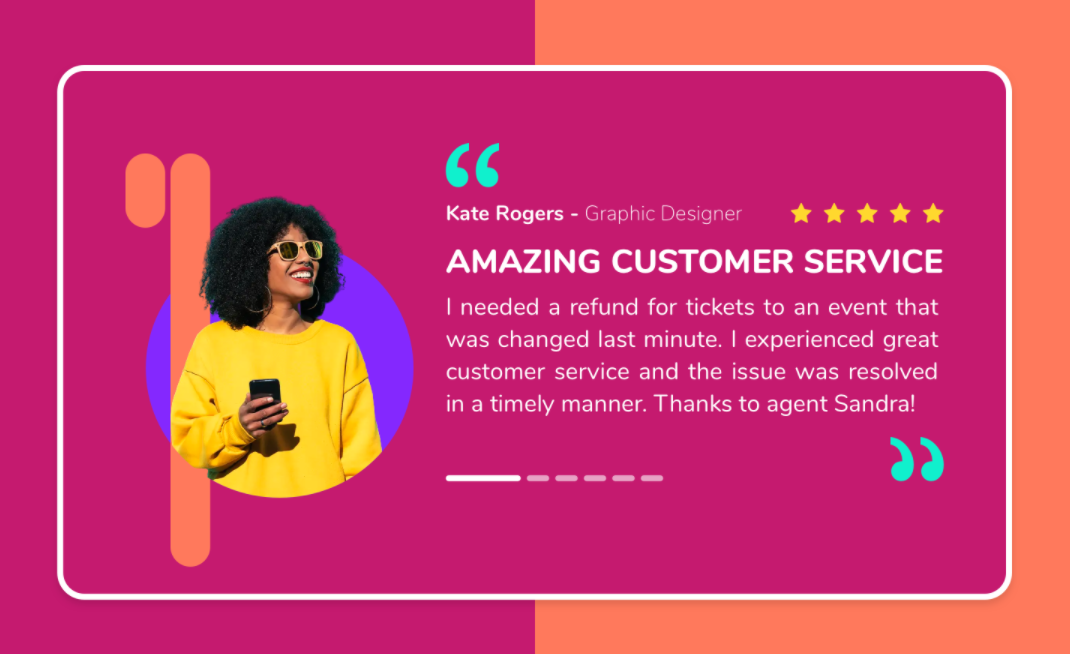 “
Kate Rogers - Graphic Designer
AMAZING CUSTOMER SERVICE
I needed a refund for tickets to an event that
was changed last minute. I experienced great
customer service and the issue was resolved
in a timely manner. Thanks to agent Sandra!
”